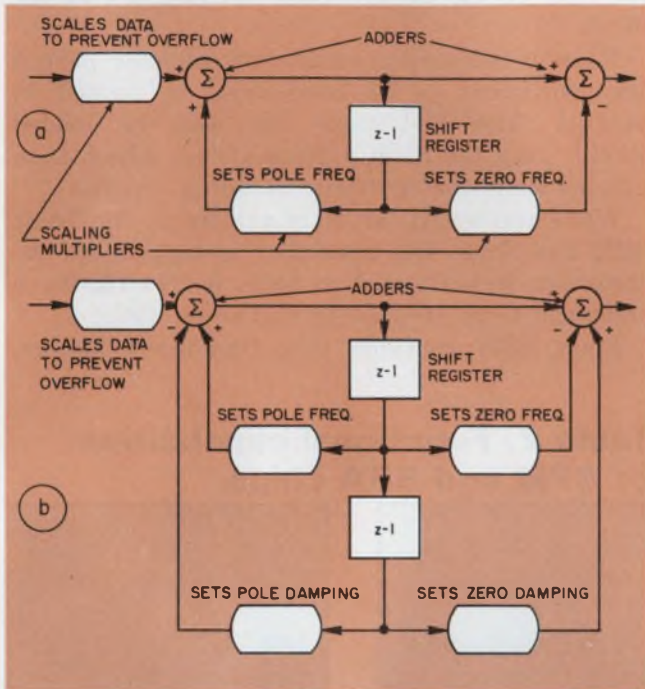 SCALES DATA
TO PREVENT OVERFLOW
ADDERS
+
Σ
+
+
Σ
−
a
z-1
SHIFT
REGISTER
SETS POLE FREQ.
SETS ZERO FREQ.
SCALING
MULTIPLIERS
ADDERS
+
Σ
−
+
+
Σ
−
+
SCALES DATA
TO PREVENT
OVERFLOW
z-1
SHIFT
REGISTER
SETS POLE FREQ.
SETS ZERO FREQ.
b
z-1
SETS POLE DAMPING
SETS ZERO DAMPING